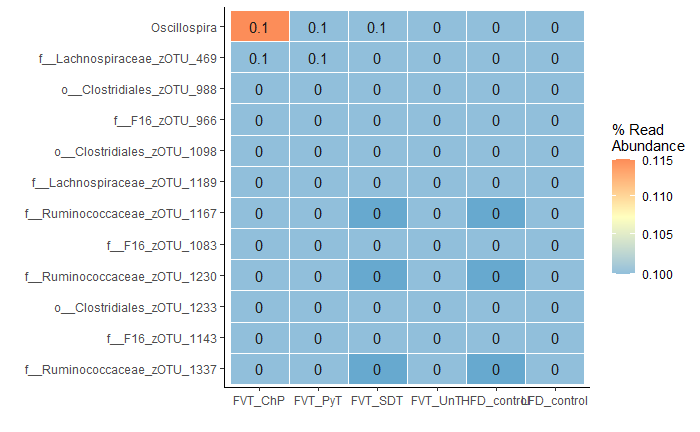 Oscillospira 0.1 0.1 0.1 0 0 0
f__Lachnospiraceae_zOTU_469 0.1 0.1 0 0 0 0
o__Clostridiales_zOTU_988 0 0 0 0 0 0
f__F16_zOTU_966 0 0 0 0 0 0
o__Clostridiales_zOTU_1098 0 0 0 0 0 0
f__Lachnospiraceae_zOTU_1189 0 0 0 0 0 0
f__Ruminococcaceae_zOTU_1167 0 0 0 0 0 0
f__F16_zOTU_1083 0 0 0 0 0 0
f__Ruminococcaceae_zOTU_1230 0 0 0 0 0 0
o__Clostridiales_zOTU_1233 0 0 0 0 0 0
f__F16_zOTU_1143 0 0 0 0 0 0
f__Ruminococcaceae_zOTU_1337 0 0 0 0 0 0
FVT_ChP FVT_PyT FVT_SDT FVT_UnT HFD_control LFD_control
% Read
Abundance
0.115
0.110
0.105
0.100